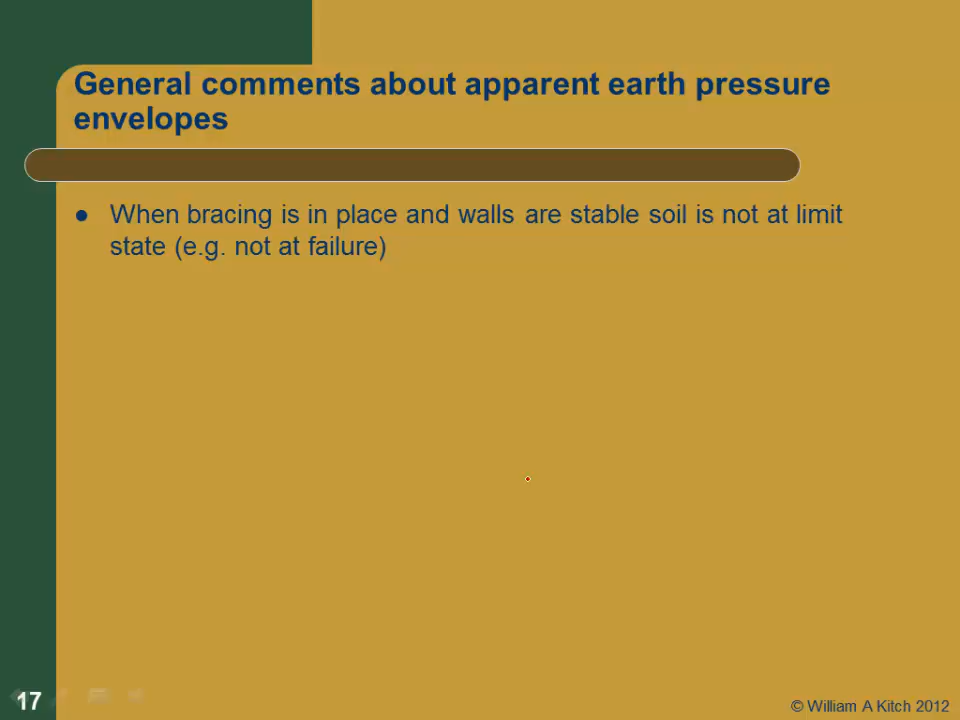 General comments about apparent earth pressure
envelopes
When bracing is in place and walls are stable soil is not at limit
state (e.g. not at failure)
17
© William A Kitch 2012